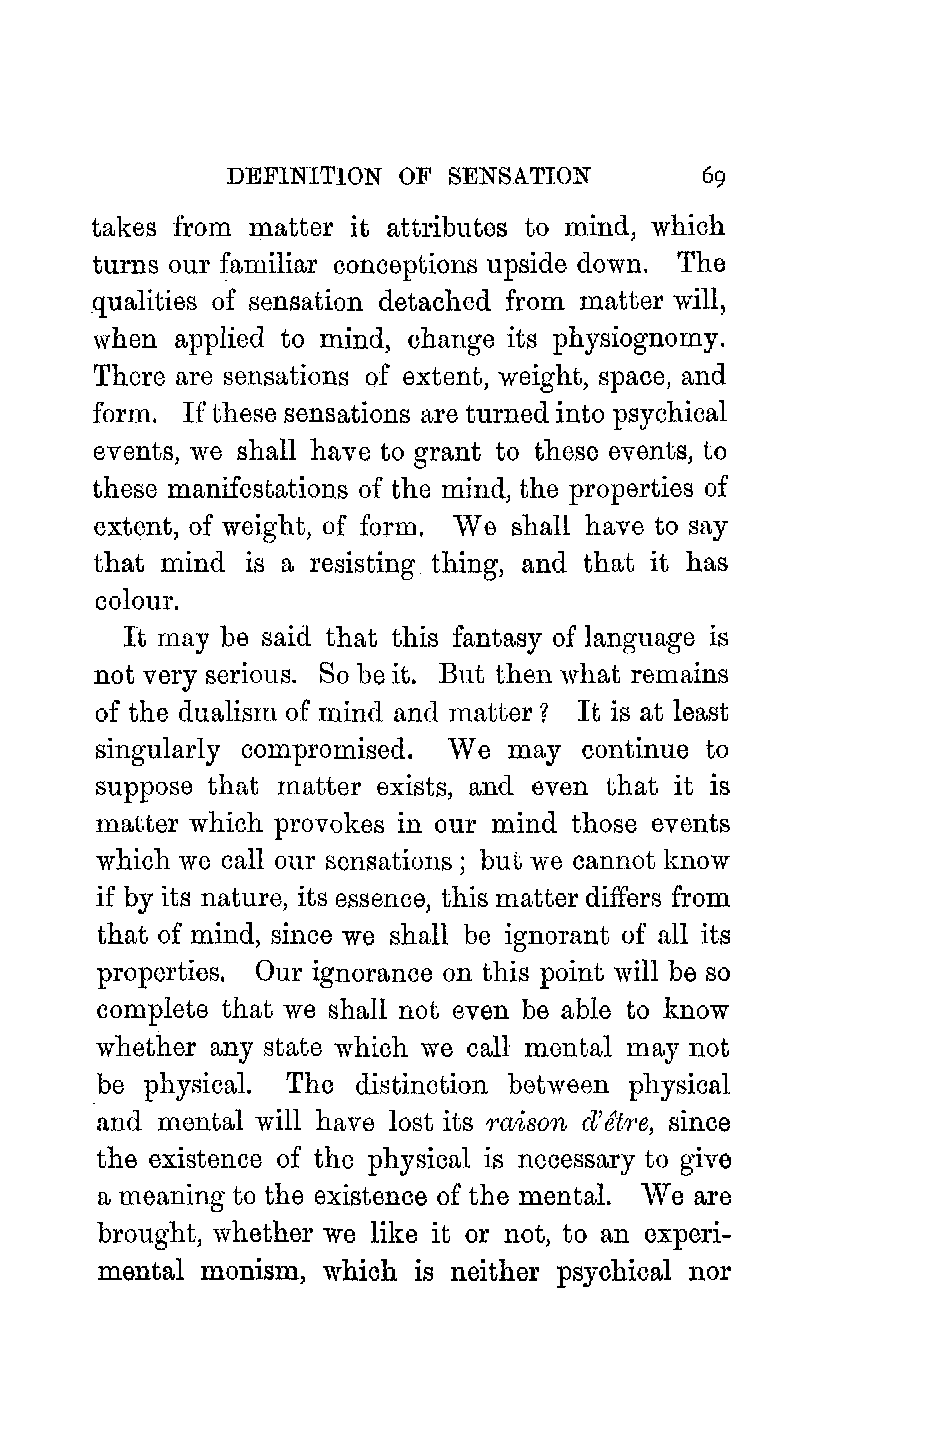 DEFINITION OF SENSATION 69
takes from matter it attributes to mind, which
turns our familiar conceptions upside down. The
qualities of sensation detached from matter will,
when applied to mind, change its physiognomy.
There are sensations of extent, weight, space, and
form. If these sensations are turned into psychical
events, we shall have to grant to these events, to
these manifestations of the mind, the properties of
extent, of weight, of form. We shall have to say
that mind is a resisting thing, and that it has
colour.
It may be said that this fantasy of language is
not very serious. So be it. But then what remains
of the dualism of mind and matter? It is at least
singularly compromised. We may continue to
suppose that matter exists, and even that it is
matter which provokes in our mind those events
which we call our sensations; but we cannot know
if by its nature, its essence, this matter differs from
that of mind, since we shall be ignorant of all its
properties. Our ignorance on this point will be so
complete that we shall not even be able to know
whether any state which we call mental may not
be physical. The distinction between physical
and mental will have lost its raison d'être, since
the existence of the physical is necessary to give
a meaning to the existence of the mental. We are
brought, whether we like it or not, to an experi-
mental monism, which is neither psychical nor